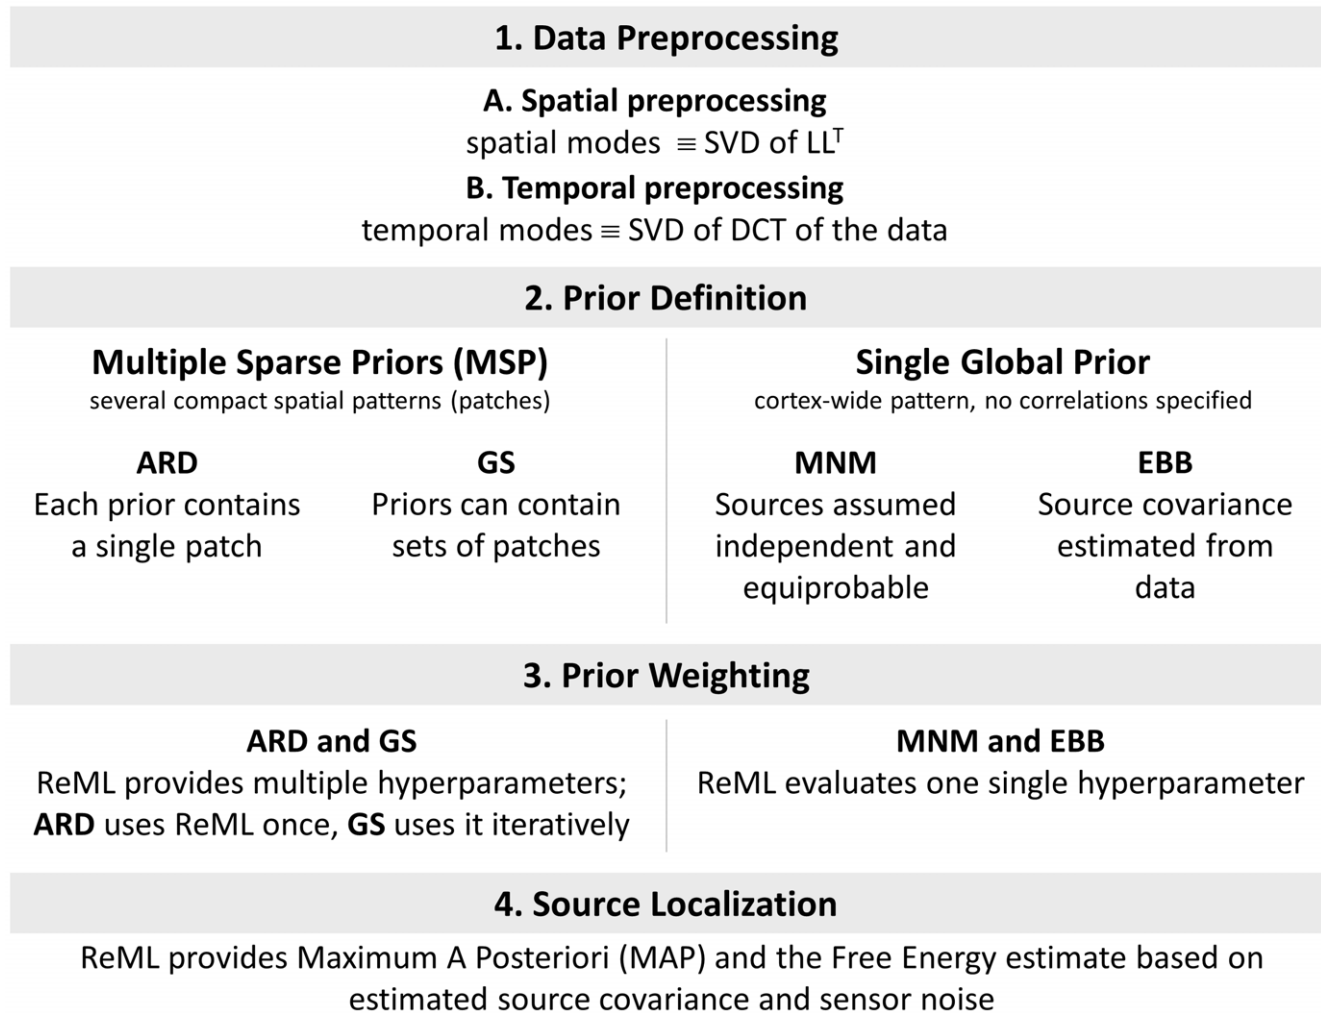 1. Data Preprocessing
A. Spatial preprocessing
spatial modes ≡ SVD of LLᵀ
B. Temporal preprocessing
temporal modes ≡ SVD of DCT of the data
2. Prior Definition
Multiple Sparse Priors (MSP)
several compact spatial patterns (patches)
ARD
Each prior contains
a single patch
GS
Priors can contain
sets of patches
Single Global Prior
cortex-wide pattern, no correlations specified
MNM
Sources assumed
independent and
equiprobable
EBB
Source covariance
estimated from
data
3. Prior Weighting
ARD and GS
ReML provides multiple hyperparameters;
ARD uses ReML once, GS uses it iteratively
MNM and EBB
ReML evaluates one single hyperparameter
4. Source Localization
ReML provides Maximum A Posteriori (MAP) and the Free Energy estimate based on
estimated source covariance and sensor noise